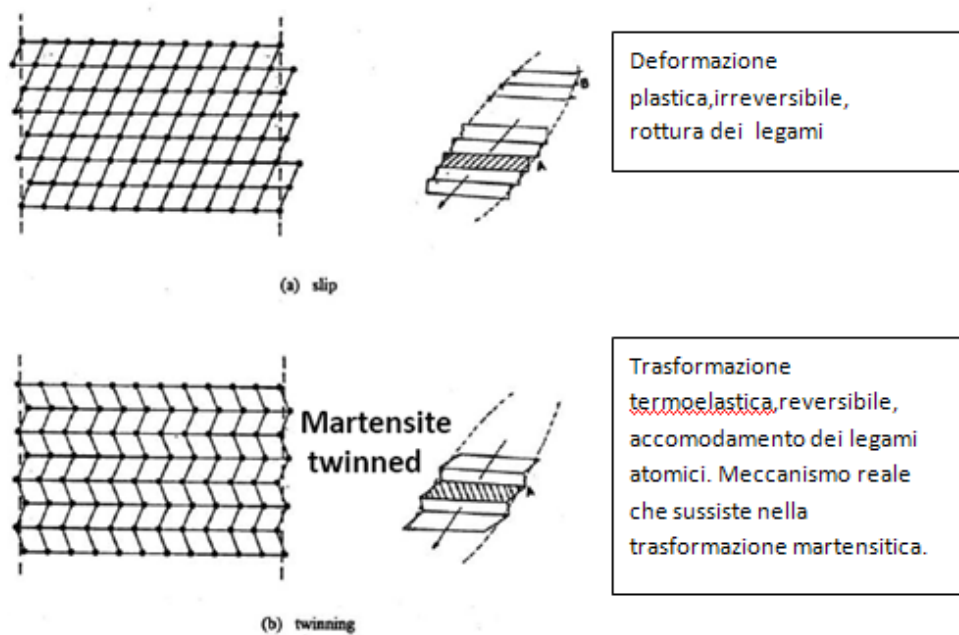 Deformazione
plastica,irreversibile,
rottura dei legami
B
A
(a) slip
Martensite
twinned
A
Trasformazione
termoelastica,reversibile,
accomodamento dei legami
atomici. Meccanismo reale
che sussiste nella
trasformazione martensitica.
(b) twinning